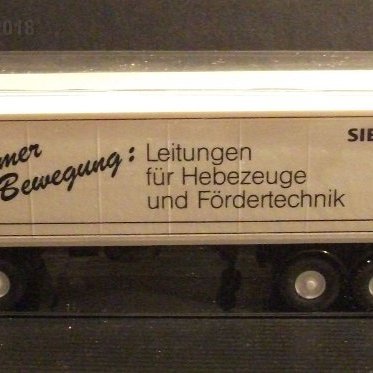 2018
mer
Bewegung:
Leitungen
für Hebezeuge
und Fördertechnik
SIE